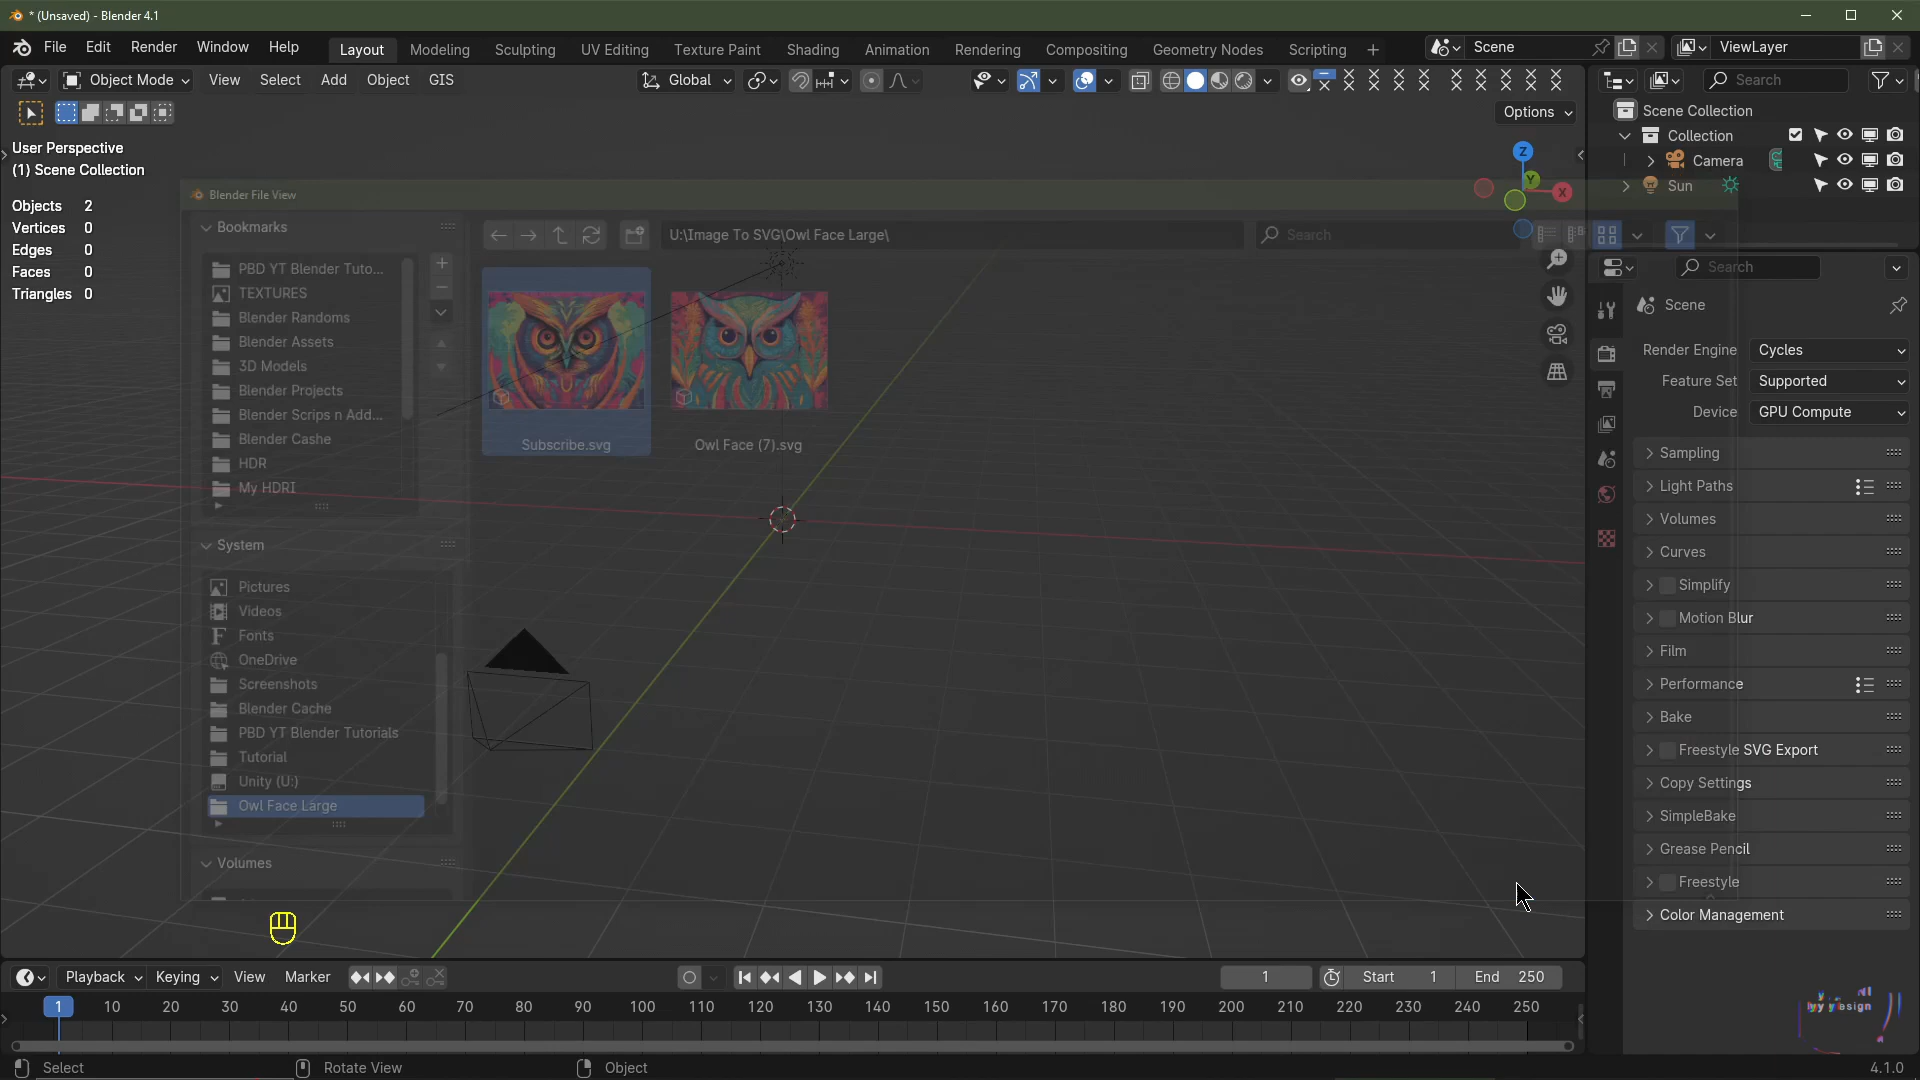 * (Unsaved) - Blender 4.1
File Edit Render Window Help Layout Modeling Sculpting UV Editing Texture Paint Shading Animation Rendering Compositing Geometry Nodes Scripting + Scene ViewLayer
Object Mode View Select Add Object GIS Global Search
Options
User Perspective
(1) Scene Collection
Objects 2
Vertices 0
Edges 0
Faces 0
Triangles 0
Z
Y
X
Scene Collection
Collection
Camera
Sun
Blender File View
Bookmarks
PBD YT Blender Tuto...
TEXTURES
Blender Randoms
Blender Assets
3D Models
Blender Projects
Blender Scrips n Add...
Blender Cashe
HDR
My HDRI
System
Pictures
Videos
Fonts
OneDrive
Screenshots
Blender Cache
PBD YT Blender Tutorials
Tutorial
Unity (U:)
Owl Face Large
Volumes
U:\Image To SVG\Owl Face Large\
Search
Subscribe.svg
Owl Face (7).svg
Search
Scene
Render Engine Cycles
Feature Set Supported
Device GPU Compute
Sampling
Light Paths
Volumes
Curves
Simplify
Motion Blur
Film
Performance
Bake
Freestyle SVG Export
Copy Settings
SimpleBake
Grease Pencil
Freestyle
Color Management
Playback Keying View Marker 1 Start 1 End 250
1 10 20 30 40 50 60 70 80 90 100 110 120 130 140 150 160 170 180 190 200 210 220 230 240 250
Select Rotate View Object 4.1.0